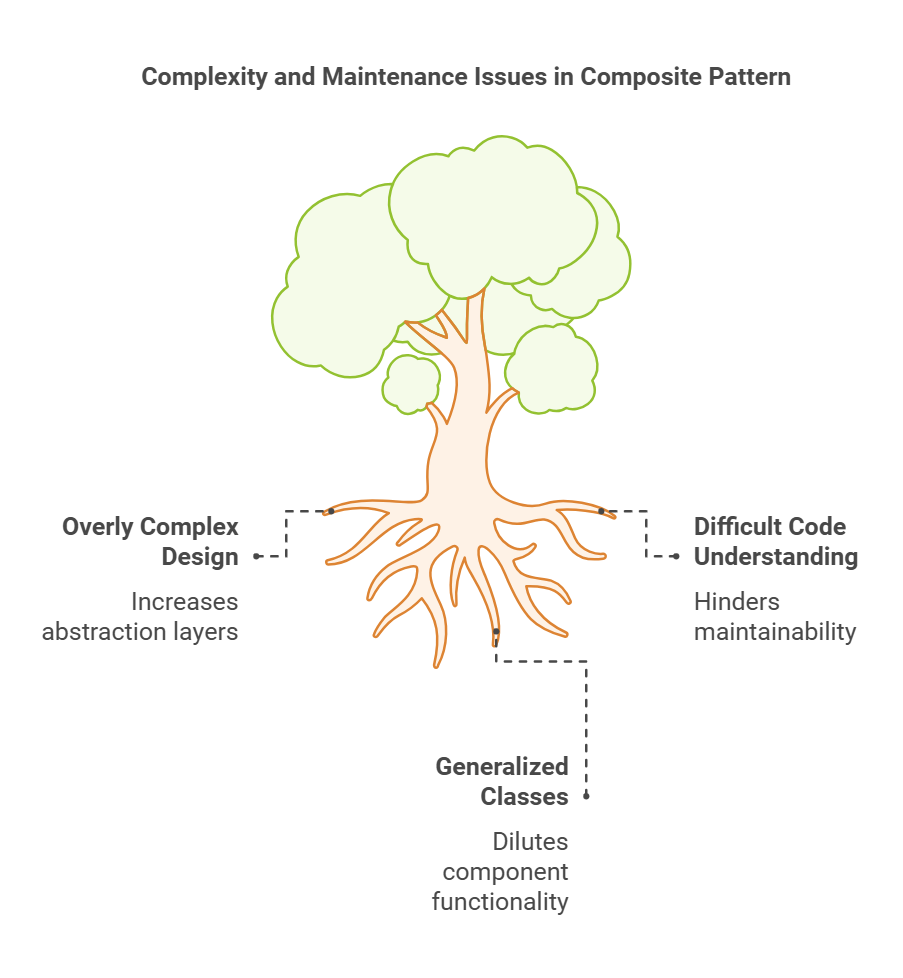 Complexity and Maintenance Issues in Composite Pattern
Overly Complex
Design
Increases
abstraction layers
Difficult Code
Understanding
Hinders
maintainability
Generalized
Classes
Dilutes
component
functionality